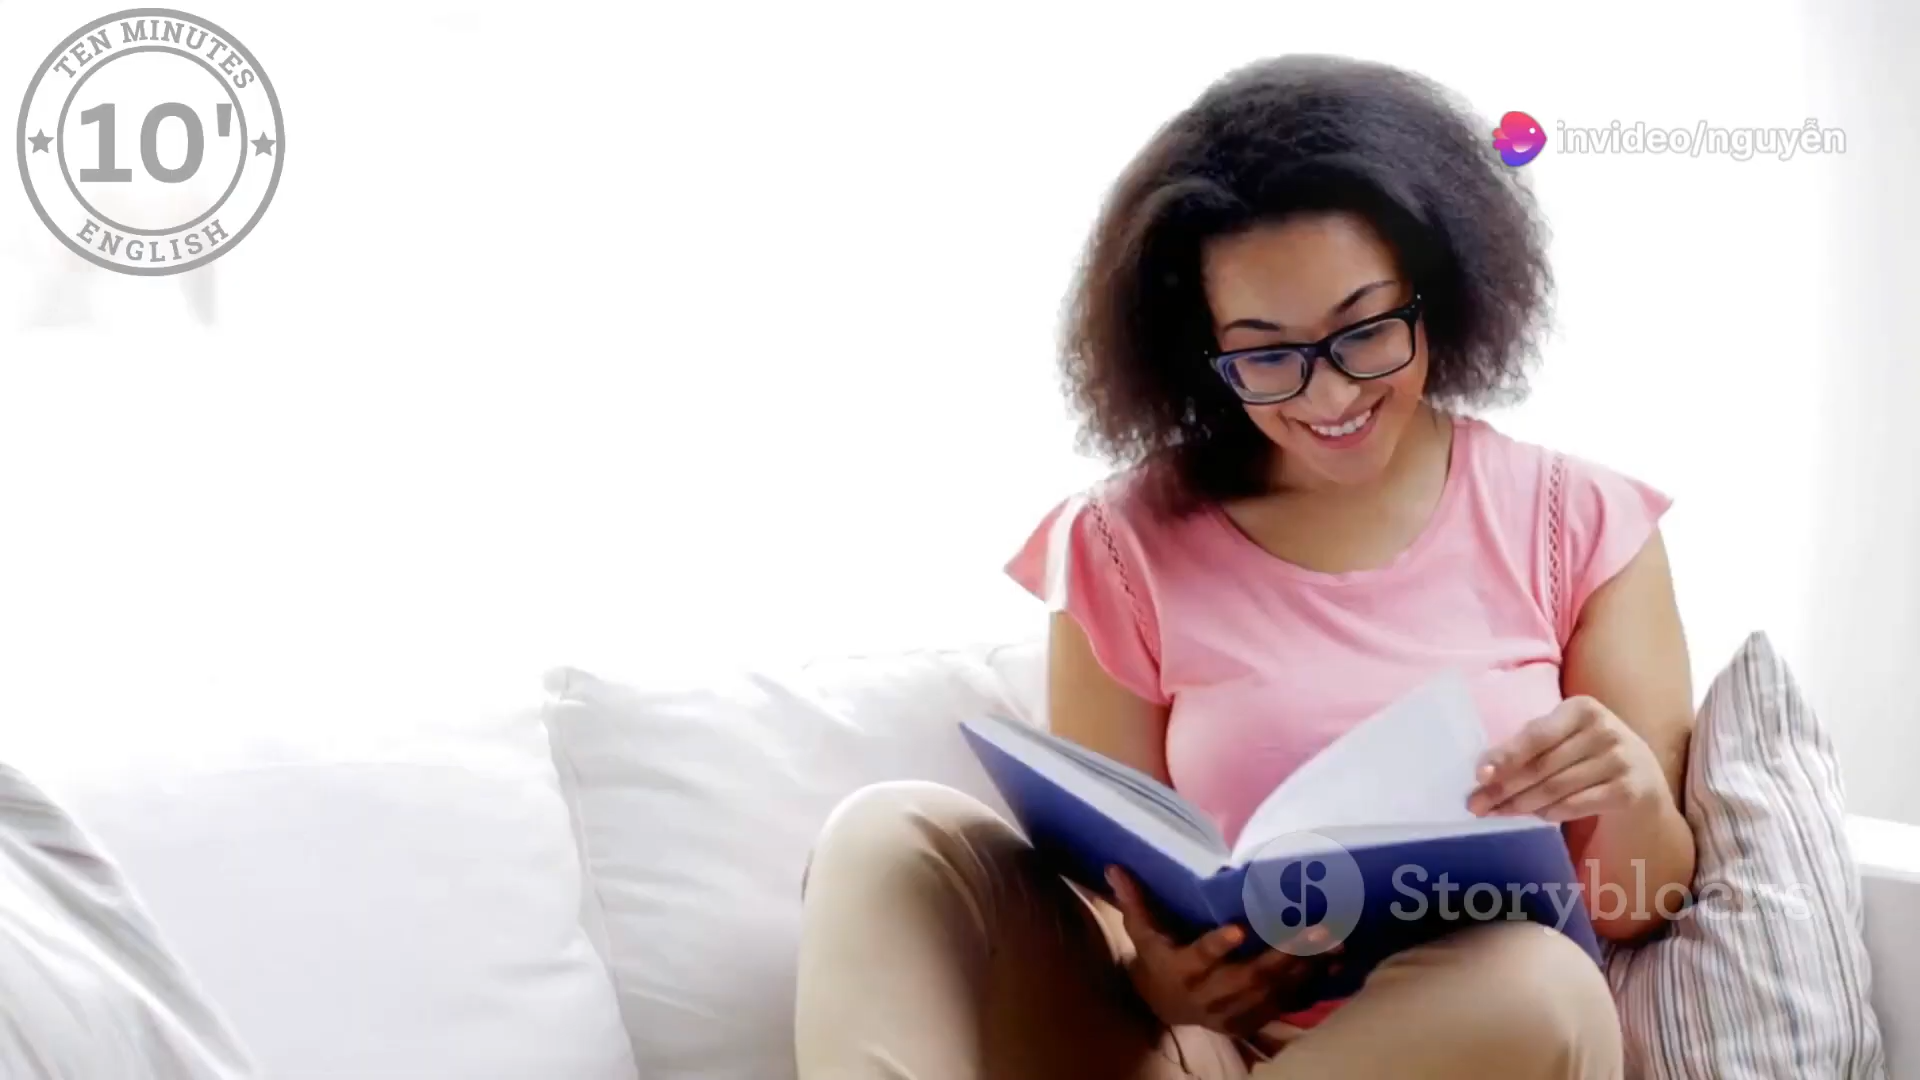 TEN MINUTES
10'
ENGLISH
invideo/nguyễn
Storyblocks